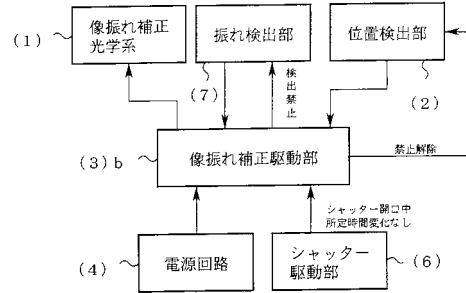 (1)
像振れ補正
光学系
振れ検出部
位置検出部
(7)
検出禁止
(2)
(3)b
像振れ補正駆動部
禁止解除
シャッター開口中
所定時間変化なし
(4)
電源回路
シャッター
駆動部
(6)